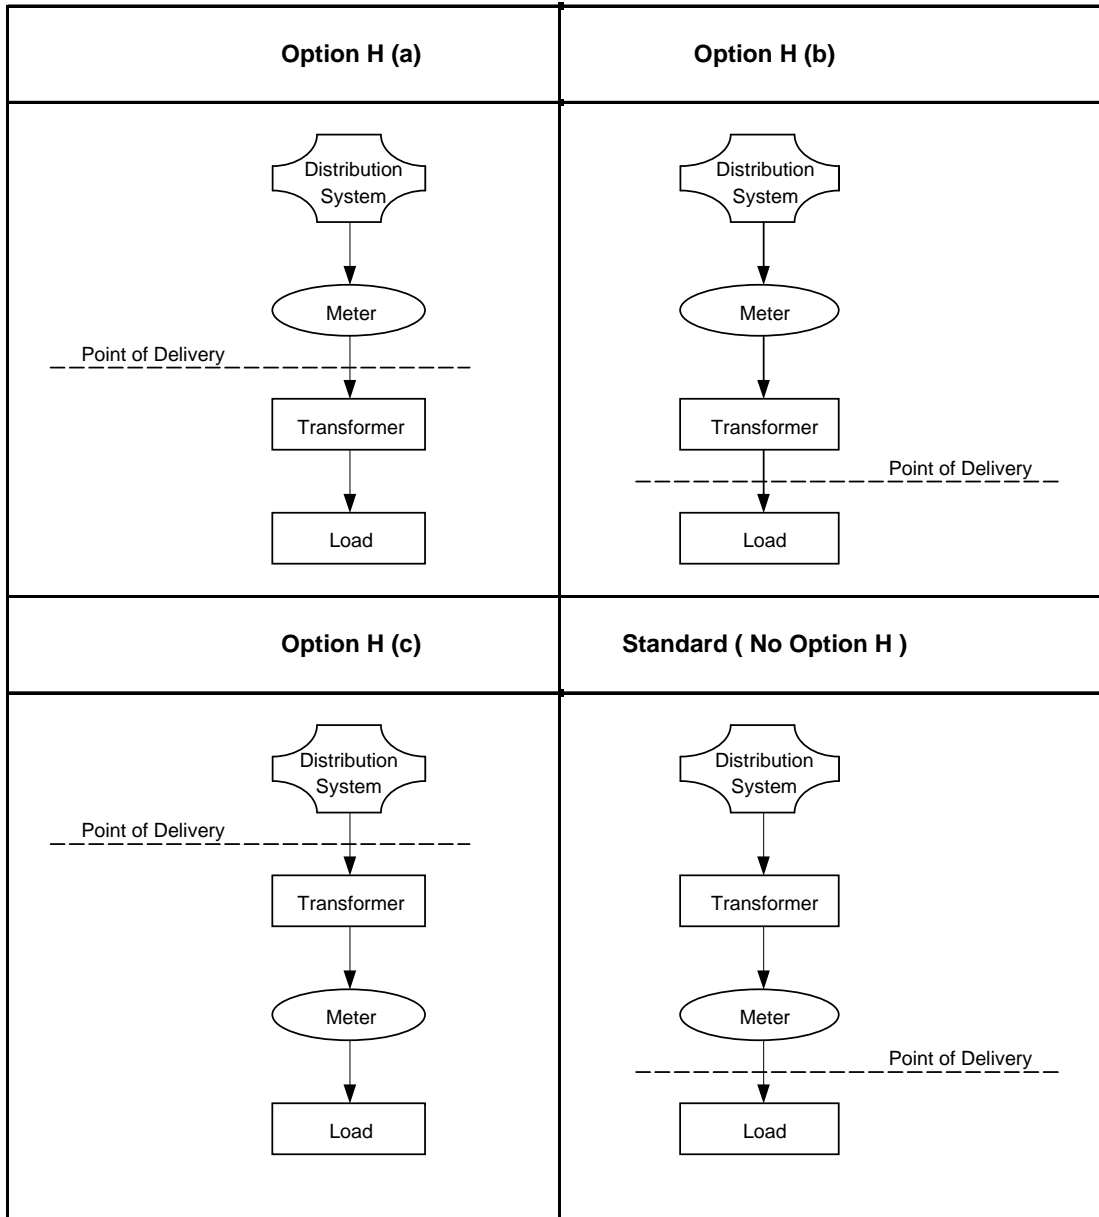 Option H (a)
Option H (b)
Distribution
System
Meter
Point of Delivery
Transformer
Load
Distribution
System
Meter
Transformer
Point of Delivery
Load
Option H (c)
Standard ( No Option H )
Distribution
System
Point of Delivery
Transformer
Meter
Load
Distribution
System
Transformer
Meter
Point of Delivery
Load